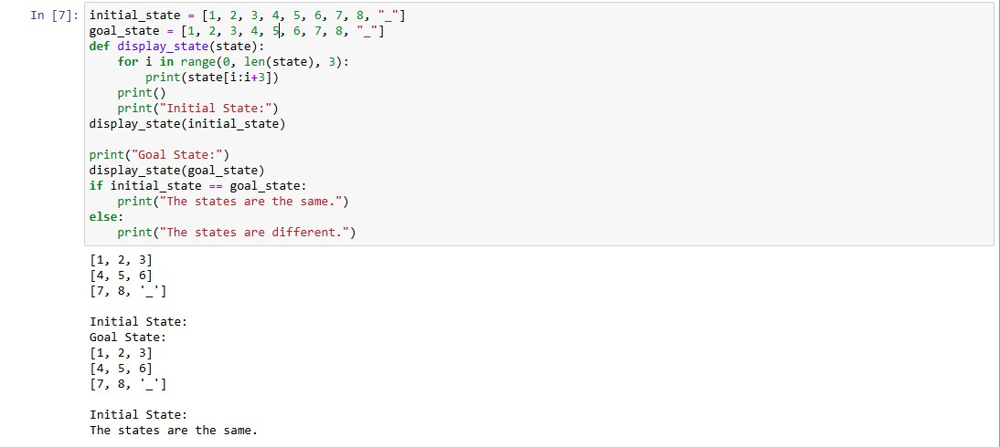 In [7]: initial_state = [1, 2, 3, 4, 5, 6, 7, 8, "_"]
goal_state = [1, 2, 3, 4, 5, 6, 7, 8, "_"]
def display_state(state):
    for i in range(0, len(state), 3):
        print(state[i:i+3])
    print()
    print("Initial State:")
display_state(initial_state)

print("Goal State:")
display_state(goal_state)
if initial_state == goal_state:
    print("The states are the same.")
else:
    print("The states are different.")
[1, 2, 3]
[4, 5, 6]
[7, 8, '_']

Initial State:
Goal State:
[1, 2, 3]
[4, 5, 6]
[7, 8, '_']

Initial State:
The states are the same.